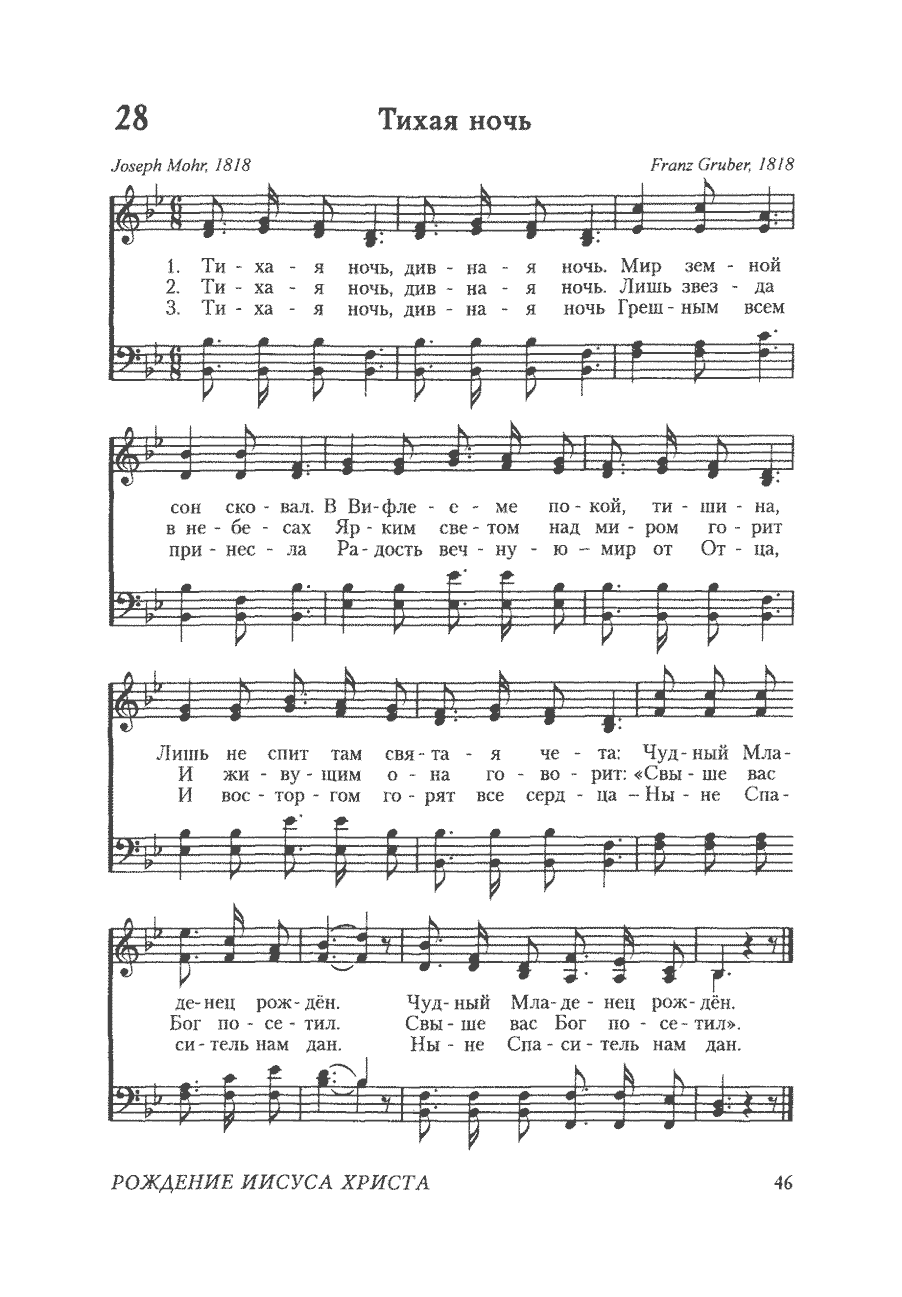 28 Тихая ночь
Joseph Mohr, 1818 Franz Gruber, 1818
1. Ти - ха - я ночь, див - на - я ночь. Мир зем - ной
2. Ти - ха - я ночь, див - на - я ночь. Лишь звез - да
3. Ти - ха - я ночь, див - на - я ночь Греш - ным всем
сон ско - вал. В Ви-фле - е - ме по - кой, ти - ши - на,
в не - бе - сах Яр - ким све - том над ми - ром го - рит
при - нес - ла Ра - дость веч - ну - ю – мир от От - ца,
Лишь не спит там свя - та - я че - та: Чуд - ный Мла-
И жи - ву - щим о - на го - во - рит: «Свы - ше вас
И вос - тор - гом го - рят все серд - ца – Ны - не Спа-
де-нец рож-дён. Чуд-ный Мла-де-нец рож-дён.
Бог по - се - тил. Свы - ше вас Бог по - се - тил».
си - тель нам дан. Ны - не Спа - си - тель нам дан.
РОЖДЕНИЕ ИИСУСА ХРИСТА 46